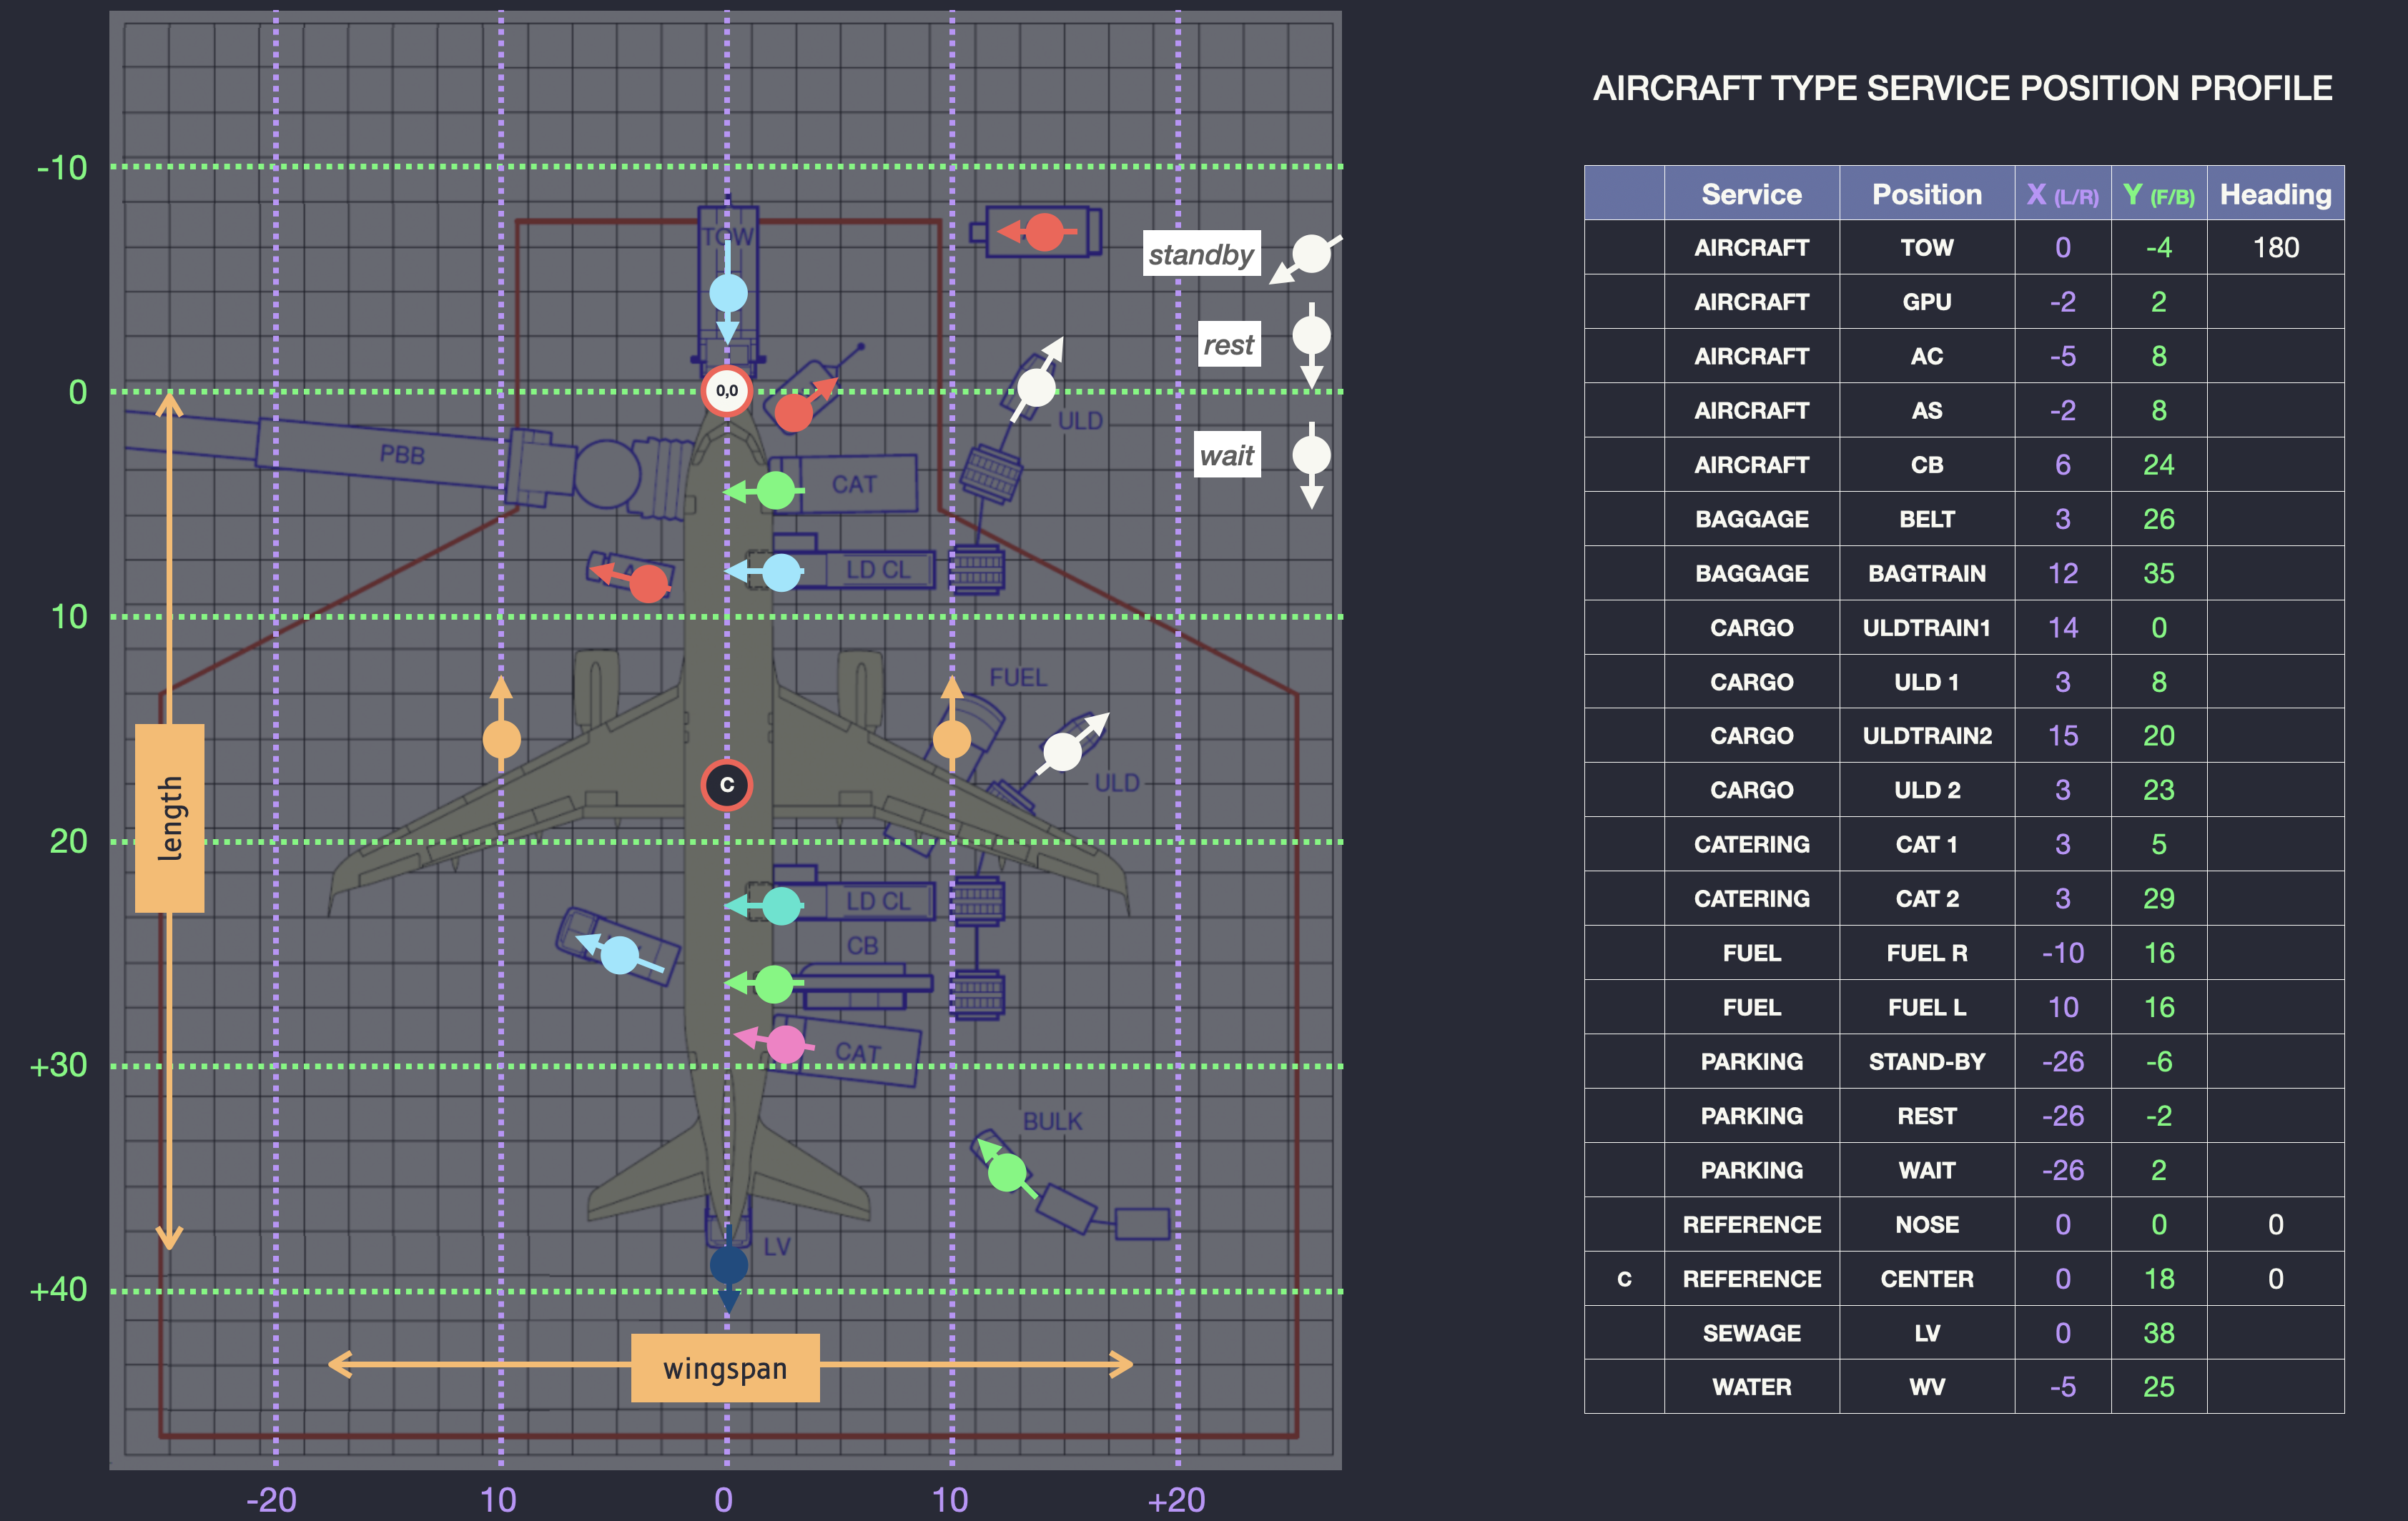 AIRCRAFT TYPE SERVICE POSITION PROFILE
-10
0
10
20
+30
+40
-20
10
0
10
+20
TOW
standby
rest
wait
0,0
ULD
PBB
CAT
LD CL
FUEL
C
ULD
length
LD CL
CB
CAT
BULK
LV
wingspan
Service Position X (L/R) Y (F/B) Heading
AIRCRAFT TOW 0 -4 180
AIRCRAFT GPU -2 2
AIRCRAFT AC -5 8
AIRCRAFT AS -2 8
AIRCRAFT CB 6 24
BAGGAGE BELT 3 26
BAGGAGE BAGTRAIN 12 35
CARGO ULDTRAIN1 14 0
CARGO ULD 1 3 8
CARGO ULDTRAIN2 15 20
CARGO ULD 2 3 23
CATERING CAT 1 3 5
CATERING CAT 2 3 29
FUEL FUEL R -10 16
FUEL FUEL L 10 16
PARKING STAND-BY -26 -6
PARKING REST -26 -2
PARKING WAIT -26 2
REFERENCE NOSE 0 0 0
C REFERENCE CENTER 0 18 0
SEWAGE LV 0 38
WATER WV -5 25